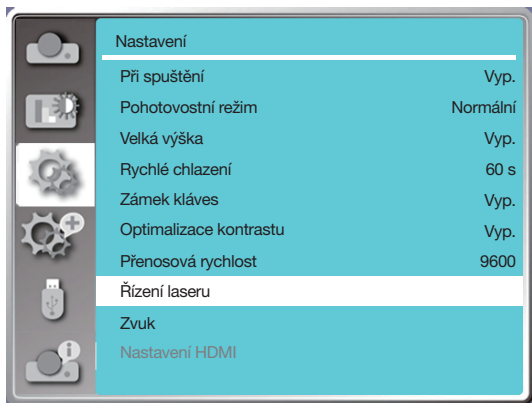 Nastavení
Při spuštění Vyp.
Pohotovostní režim Normální
Velká výška Vyp.
Rychlé chlazení 60 s
Zámek kláves Vyp.
Optimalizace kontrastu Vyp.
Přenosová rychlost 9600
Řízení laseru
Zvuk
Nastavení HDMI